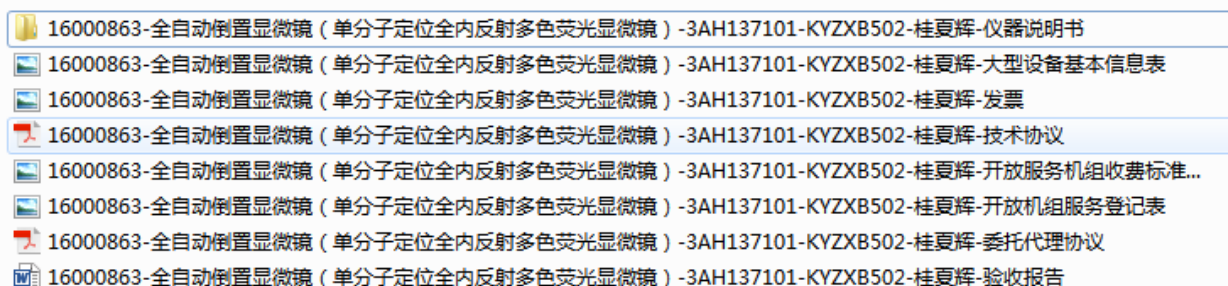 16000863-全自动倒置显微镜（单分子定位全内反射多色荧光显微镜）-3AH137101-KYZXB502-桂夏辉-仪器说明书
16000863-全自动倒置显微镜（单分子定位全内反射多色荧光显微镜）-3AH137101-KYZXB502-桂夏辉-大型设备基本信息表
16000863-全自动倒置显微镜（单分子定位全内反射多色荧光显微镜）-3AH137101-KYZXB502-桂夏辉-发票
16000863-全自动倒置显微镜（单分子定位全内反射多色荧光显微镜）-3AH137101-KYZXB502-桂夏辉-技术协议
16000863-全自动倒置显微镜（单分子定位全内反射多色荧光显微镜）-3AH137101-KYZXB502-桂夏辉-开放服务机组收费标准...
16000863-全自动倒置显微镜（单分子定位全内反射多色荧光显微镜）-3AH137101-KYZXB502-桂夏辉-开放机组服务登记表
16000863-全自动倒置显微镜（单分子定位全内反射多色荧光显微镜）-3AH137101-KYZXB502-桂夏辉-委托代理协议
16000863-全自动倒置显微镜（单分子定位全内反射多色荧光显微镜）-3AH137101-KYZXB502-桂夏辉-验收报告